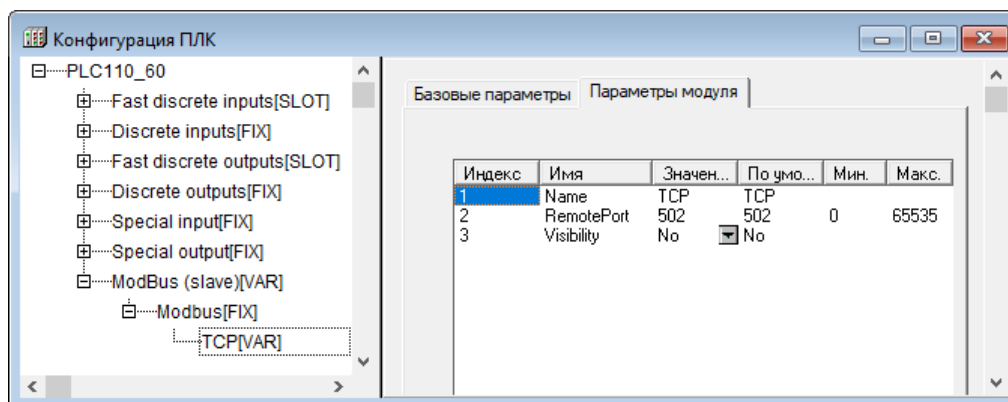 Конфигурация ПЛК
PLC110_60
Fast discrete inputs[SLOT]
Discrete inputs[FIX]
Fast discrete outputs[SLOT]
Discrete outputs[FIX]
Special input[FIX]
Special output[FIX]
ModBus (slave)[VAR]
Modbus[FIX]
TCP[VAR]
Базовые параметры Параметры модуля
Индекс Имя Значен... По умо... Мин. Макс.
1 Name TCP TCP
2 RemotePort 502 502 0 65535
3 Visibility No No